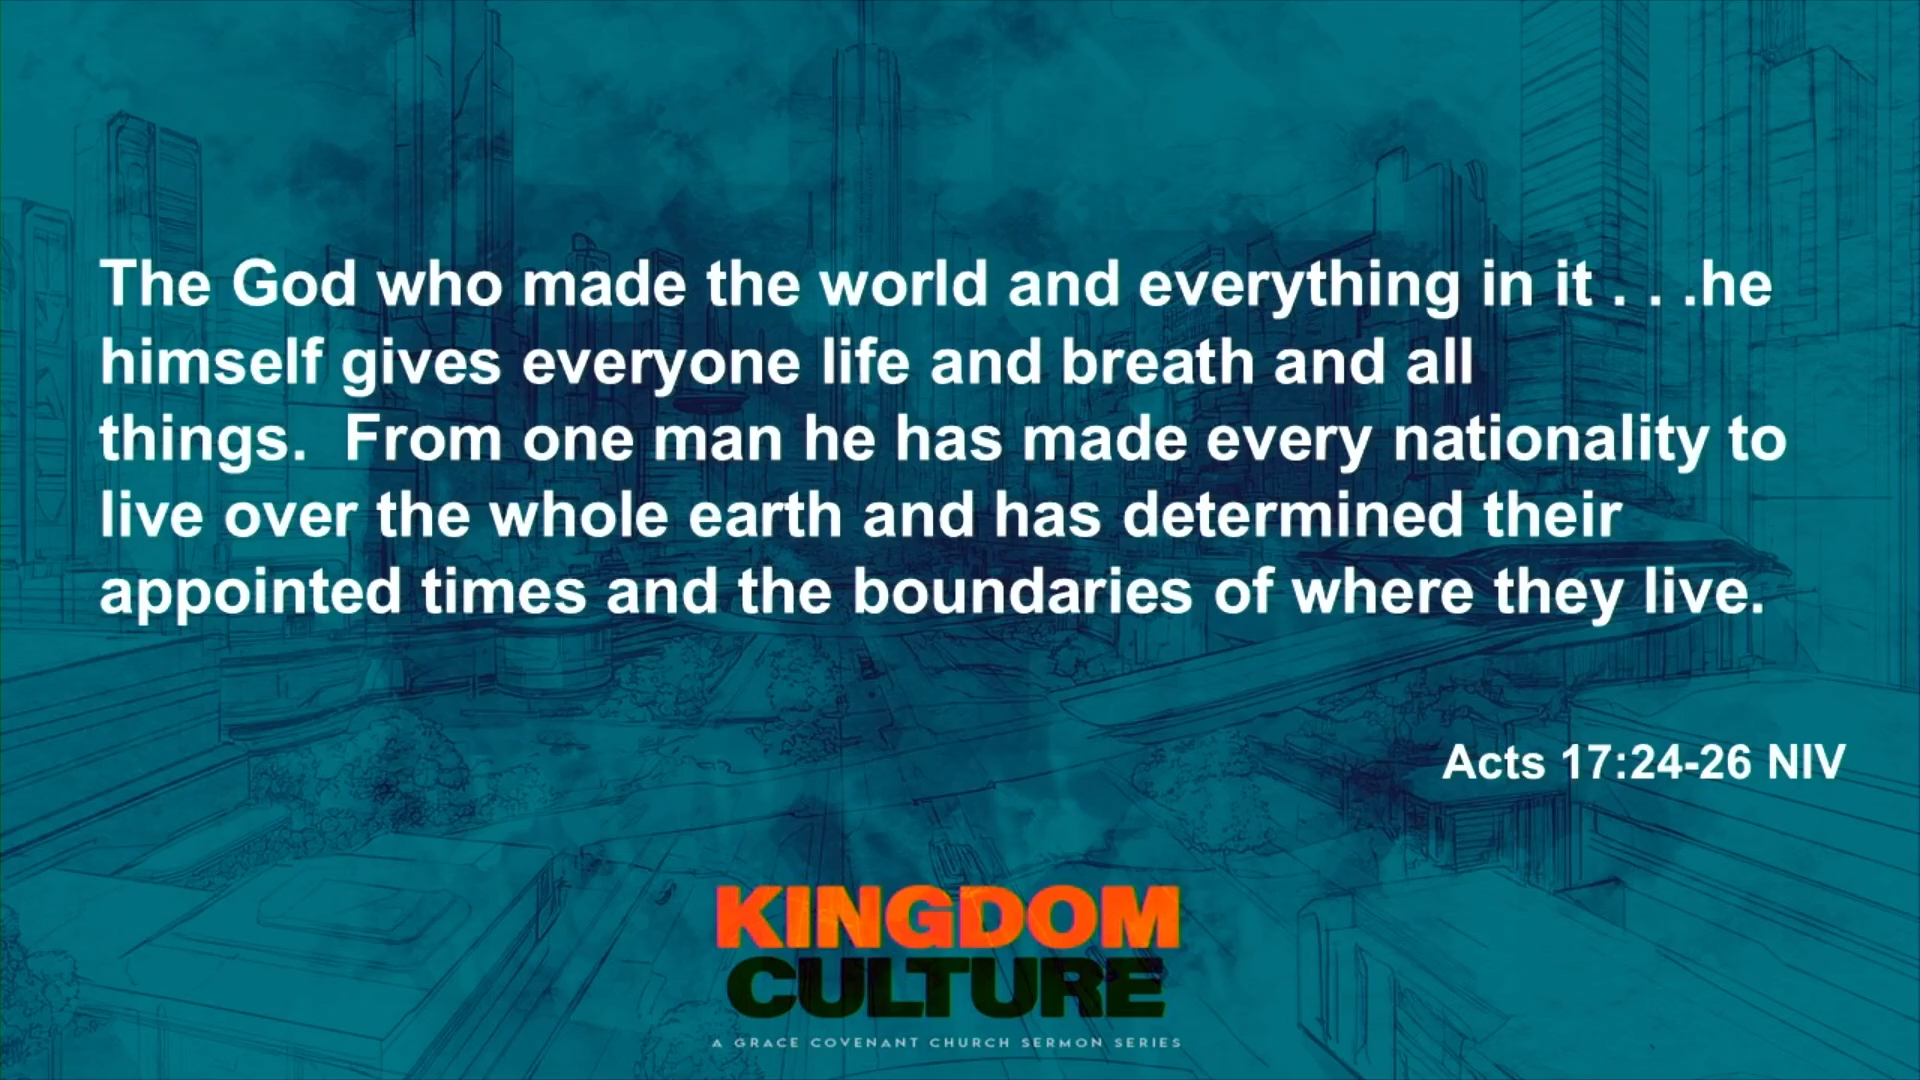 The God who made the world and everything in it . . .he
himself gives everyone life and breath and all
things.  From one man he has made every nationality to
live over the whole earth and has determined their
appointed times and the boundaries of where they live.
Acts 17:24-26 NIV
KINGDOM
CULTURE
A GRACE COVENANT CHURCH SERMON SERIES